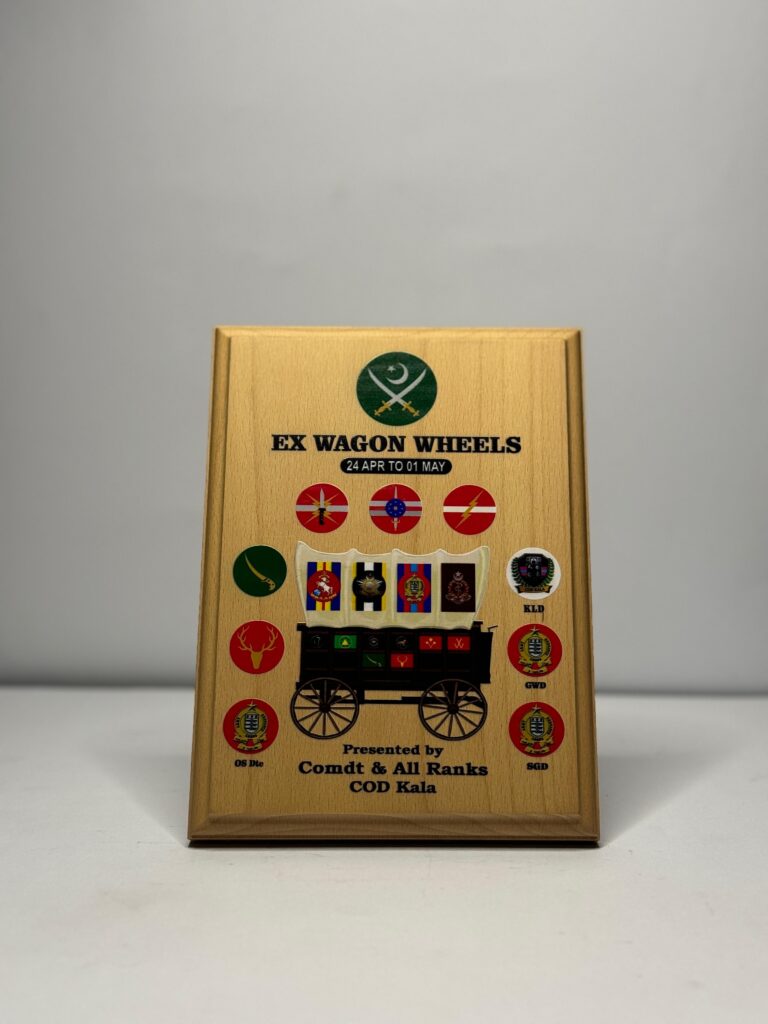 EX WAGON WHEELS
24 APR TO 01 MAY
KLD
GWD
OS Dte
SGD
Presented by
Comdt & All Ranks
COD Kala